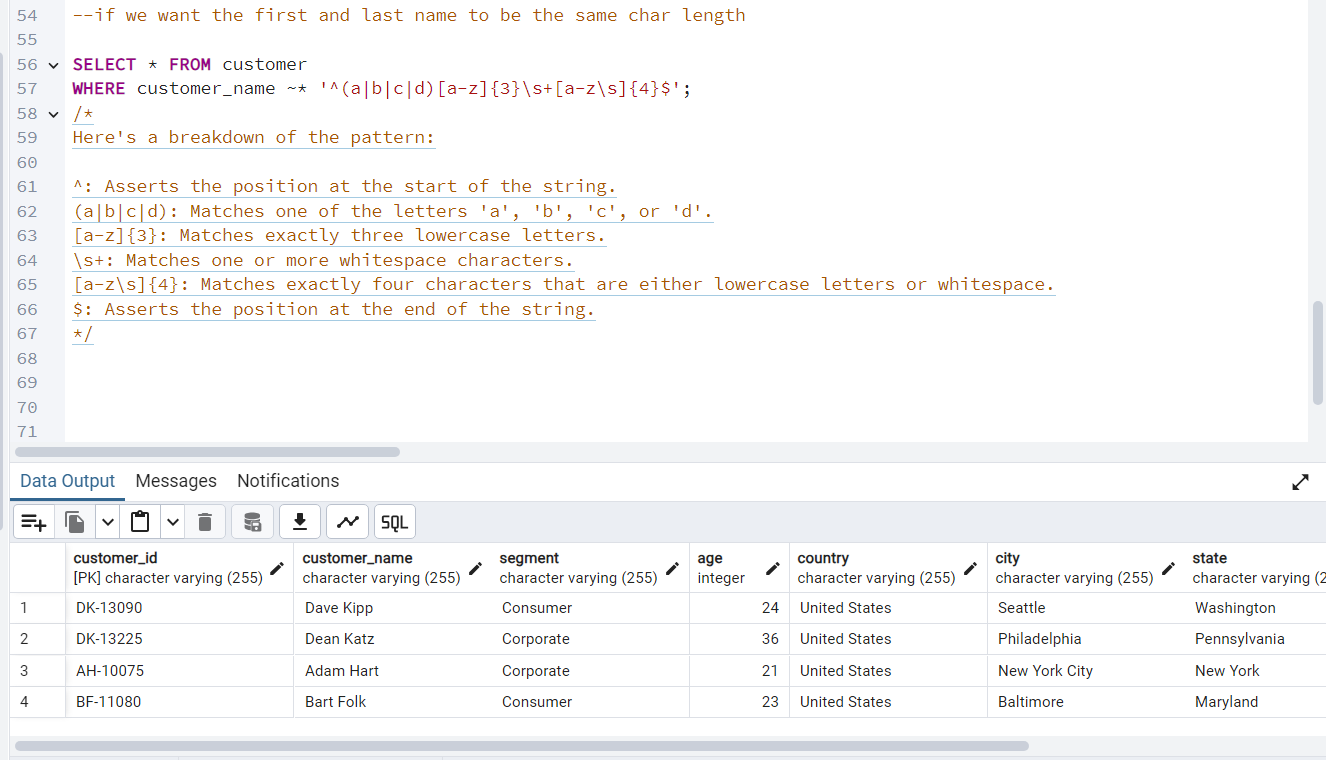 54 --if we want the first and last name to be the same char length
55
56 SELECT * FROM customer
57 WHERE customer_name ~* '^(a|b|c|d)[a-z]{3}\s+[a-z\s]{4}$';
58 /*
59 Here's a breakdown of the pattern:
60
61 ^: Asserts the position at the start of the string.
62 (a|b|c|d): Matches one of the letters 'a', 'b', 'c', or 'd'.
63 [a-z]{3}: Matches exactly three lowercase letters.
64 \s+: Matches one or more whitespace characters.
65 [a-z\s]{4}: Matches exactly four characters that are either lowercase letters or whitespace.
66 $: Asserts the position at the end of the string.
67 */
68
69
70
71
Data Output Messages Notifications
SQL
customer_id customer_name segment age country city state
[PK] character varying (255) character varying (255) character varying (255) integer character varying (255) character varying (255) character varying (2
1 DK-13090 Dave Kipp Consumer 24 United States Seattle Washington
2 DK-13225 Dean Katz Corporate 36 United States Philadelphia Pennsylvania
3 AH-10075 Adam Hart Corporate 21 United States New York City New York
4 BF-11080 Bart Folk Consumer 23 United States Baltimore Maryland